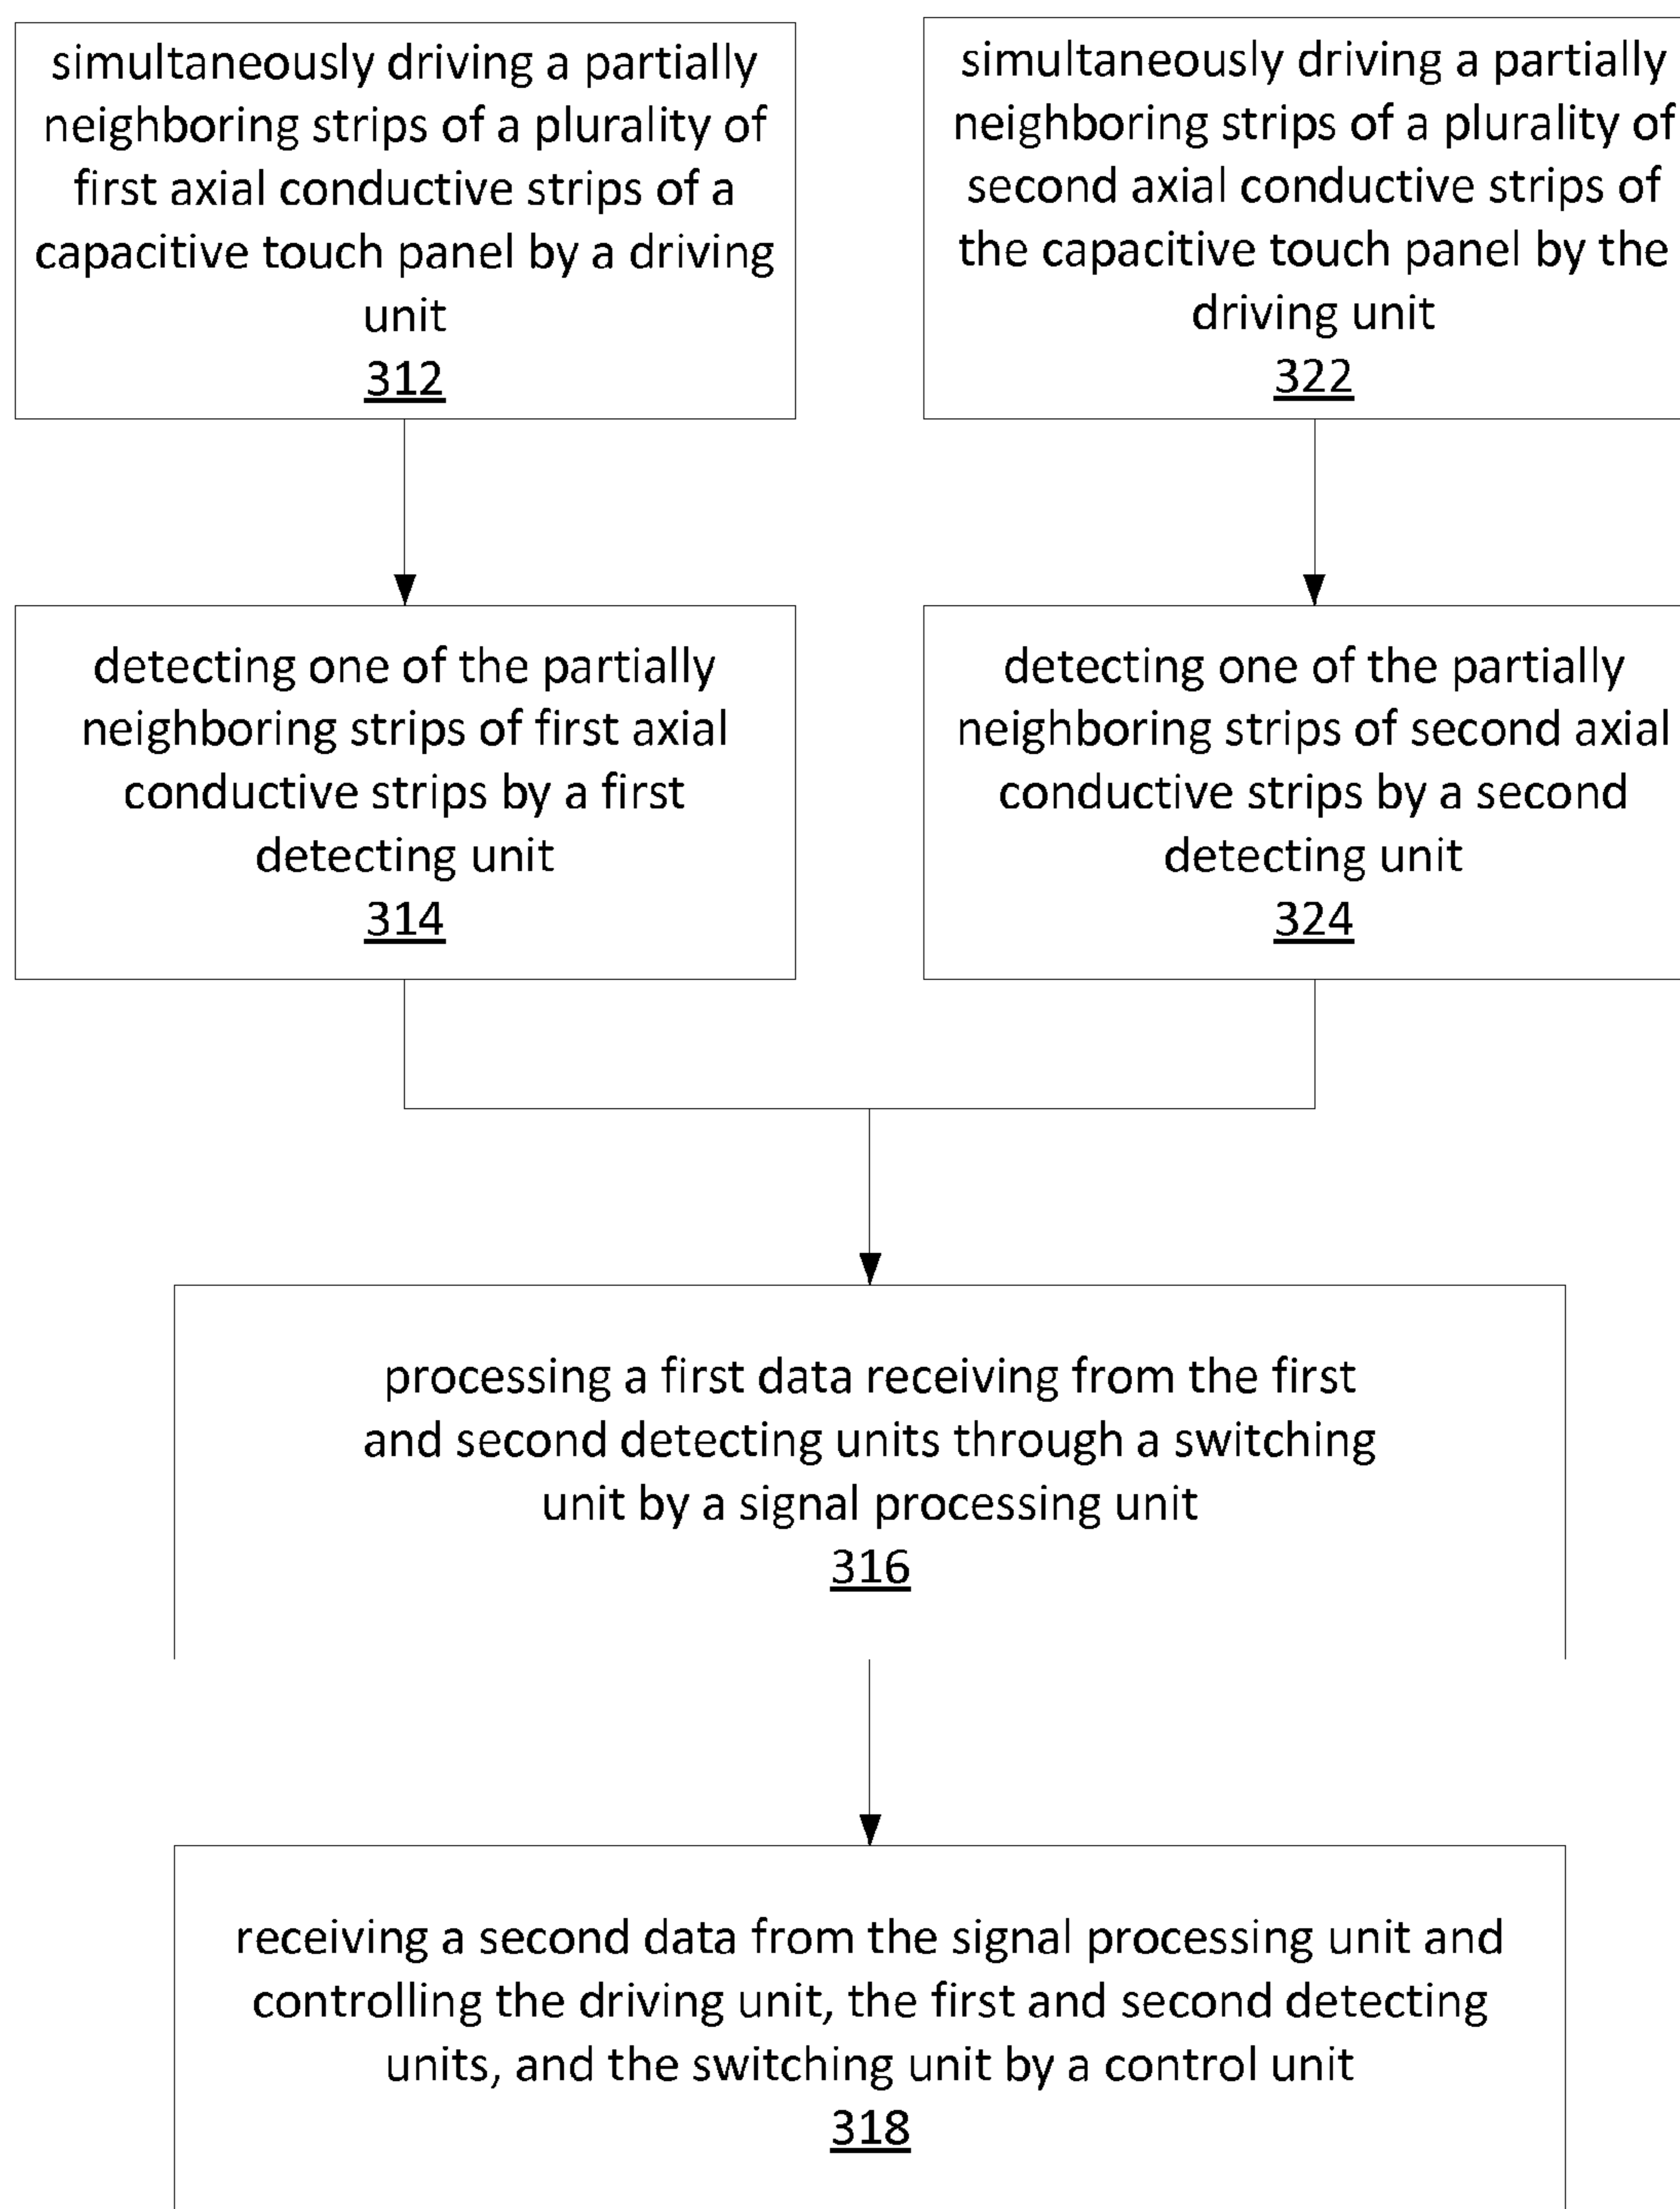 simultaneously driving a partially
neighboring strips of a plurality of
first axial conductive strips of a
capacitive touch panel by a driving
unit
312
simultaneously driving a partially
neighboring strips of a plurality of
second axial conductive strips of
the capacitive touch panel by the
driving unit
322
detecting one of the partially
neighboring strips of first axial
conductive strips by a first
detecting unit
314
detecting one of the partially
neighboring strips of second axial
conductive strips by a second
detecting unit
324
processing a first data receiving from the first
and second detecting units through a switching
unit by a signal processing unit
316
receiving a second data from the signal processing unit and
controlling the driving unit, the first and second detecting
units, and the switching unit by a control unit
318